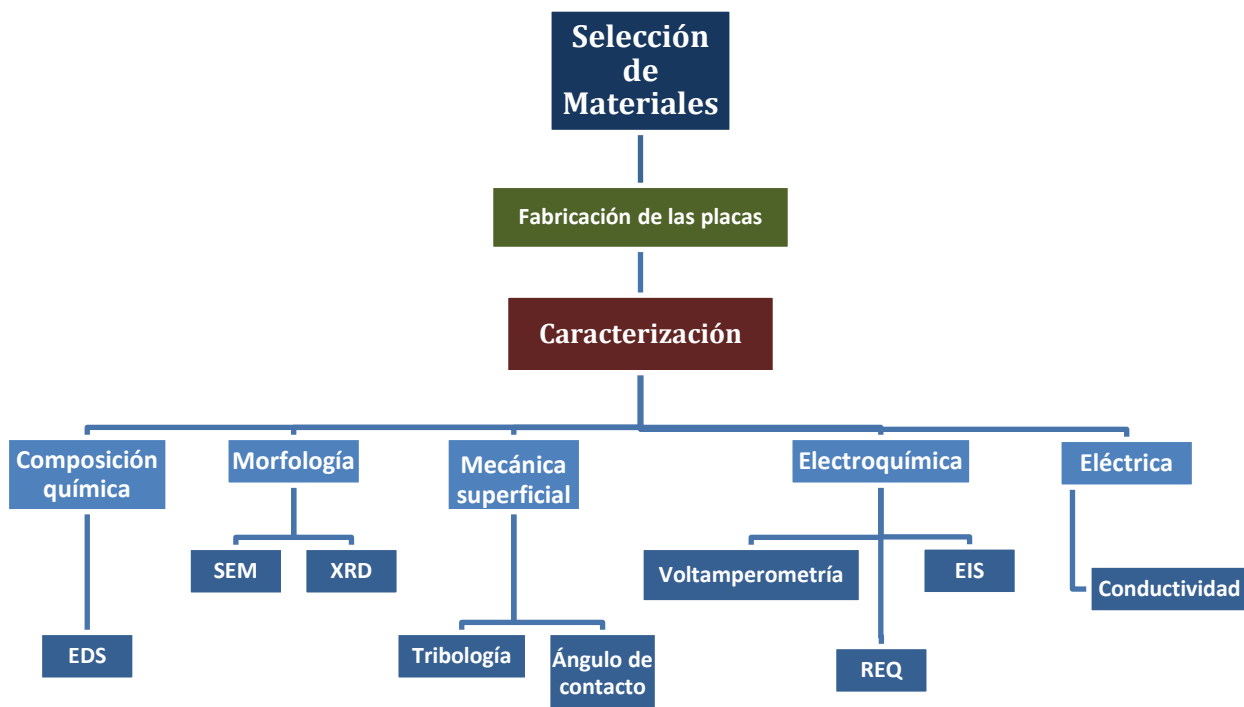 Selección
de
Materiales
Fabricación de las placas
Caracterización
Composición
química
Morfología
Mecánica
superficial
Electroquímica
Eléctrica
SEM
XRD
Voltamperometría
EIS
Conductividad
EDS
Tribología
Ángulo de
contacto
REQ